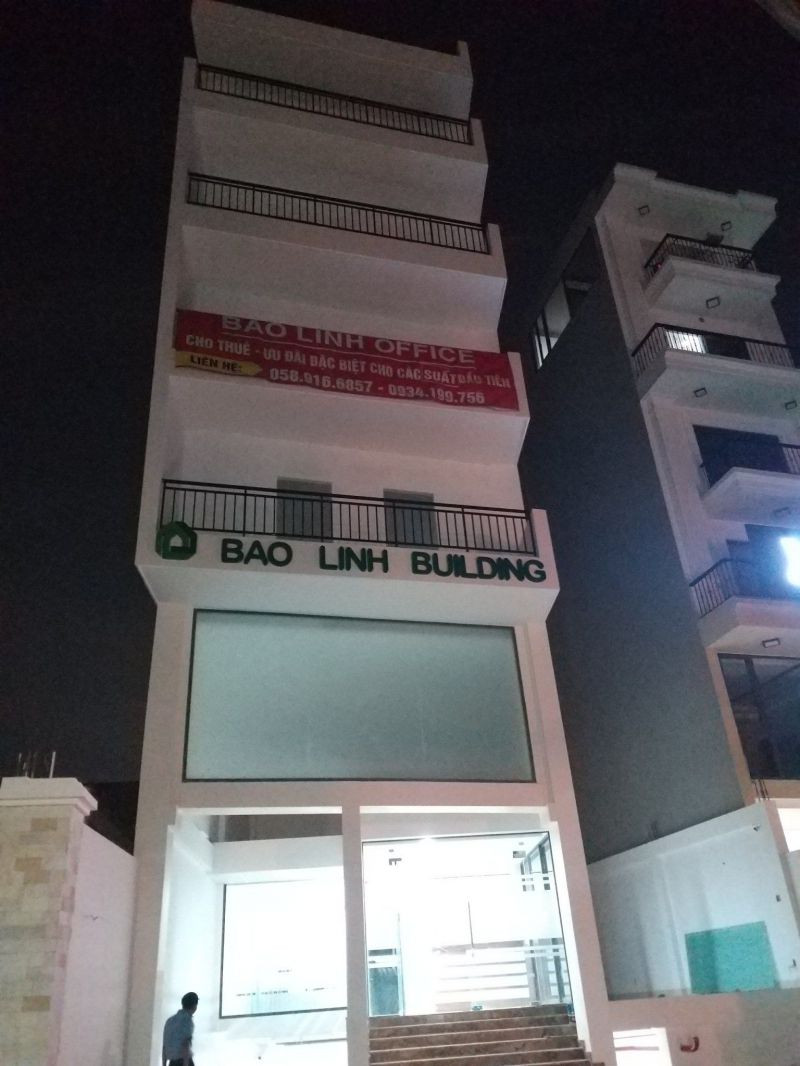 BAO LINH OFFICE
CHO THUÊ - ƯU ĐÃI ĐẶC BIỆT CHO CÁC SUẤT ĐẦU TIÊN
LIÊN HỆ:
058.916.6857 - 0934.199.756
BAO LINH BUILDING